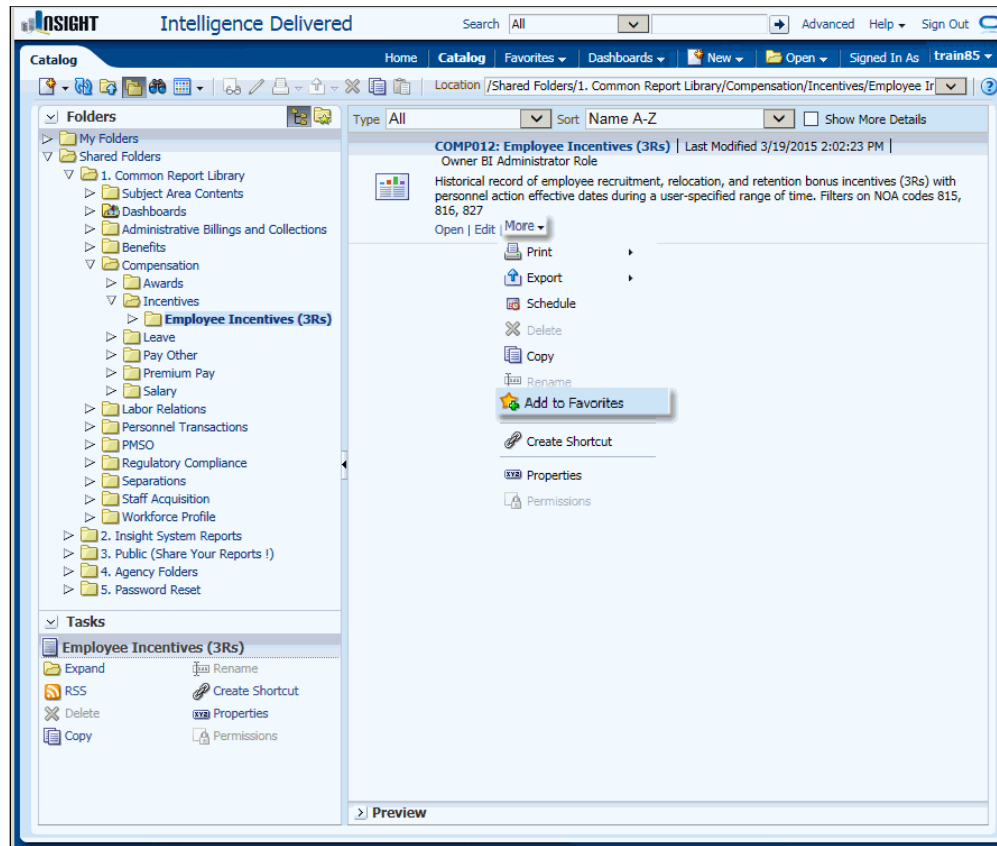 INSIGHT Intelligence Delivered Search All Advanced Help Sign Out
Catalog Home Catalog Favorites Dashboards New Open Signed In As train85
Location /Shared Folders/1. Common Report Library/Compensation/Incentives/Employee Ir
Folders
My Folders
Shared Folders
1. Common Report Library
Subject Area Contents
Dashboards
Administrative Billings and Collections
Benefits
Compensation
Awards
Incentives
Employee Incentives (3Rs)
Leave
Pay Other
Premium Pay
Salary
Labor Relations
Personnel Transactions
PMSO
Regulatory Compliance
Separations
Staff Acquisition
Workforce Profile
2. Insight System Reports
3. Public (Share Your Reports !)
4. Agency Folders
5. Password Reset
Tasks
Employee Incentives (3Rs)
Expand Rename
RSS Create Shortcut
Delete Properties
Copy Permissions
Type All Sort Name A-Z Show More Details
COMP012: Employee Incentives (3Rs) | Last Modified 3/19/2015 2:02:23 PM |
Owner BI Administrator Role
Historical record of employee recruitment, relocation, and retention bonus incentives (3Rs) with
personnel action effective dates during a user-specified range of time. Filters on NOA codes 815,
816, 827
Open | Edit | More
Print
Export
Schedule
Delete
Copy
Rename
Add to Favorites
Create Shortcut
Properties
Permissions
Preview